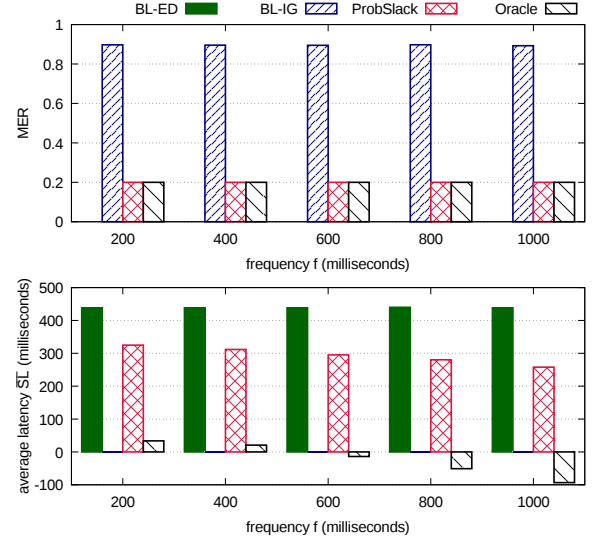 BL-ED BL-IG ProbSlack Oracle
1
0.8
0.6
0.4
0.2
0
MER
200 400 600 800 1000
frequency f (milliseconds)
500
400
300
200
100
0
-100
average latency S̅L̅ (milliseconds)
200 400 600 800 1000
frequency f (milliseconds)